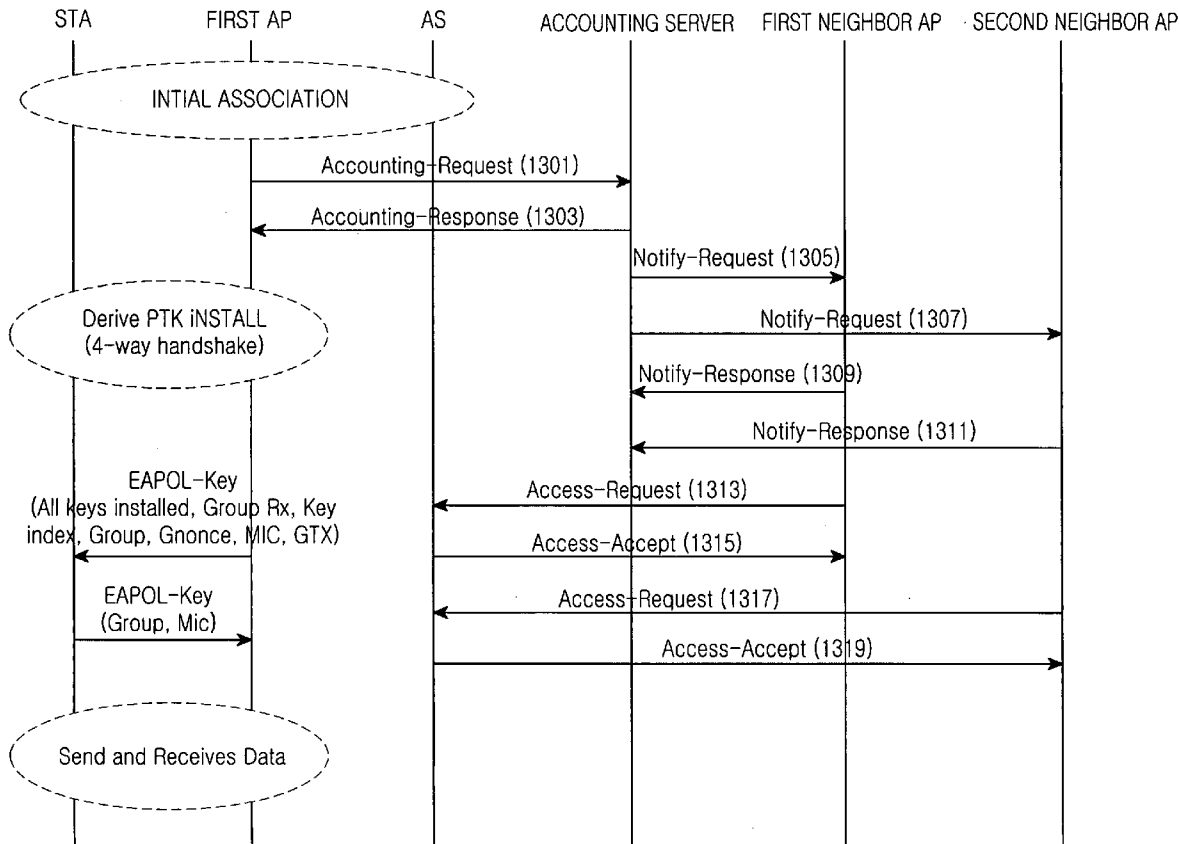 STA
FIRST AP
AS
ACCOUNTING SERVER
FIRST NEIGHBOR AP
SECOND NEIGHBOR AP
INTIAL ASSOCIATION
Accounting-Request (1301)
Accounting-Response (1303)
Notify-Request (1305)
Derive PTK iNSTALL
(4-way handshake)
Notify-Request (1307)
Notify-Response (1309)
Notify-Response (1311)
EAPOL-Key
(All keys installed, Group Rx, Key
index, Group, Gnonce, MIC, GTX)
Access-Request (1313)
Access-Accept (1315)
EAPOL-Key
(Group, Mic)
Access-Request (1317)
Access-Accept (1319)
Send and Receives Data